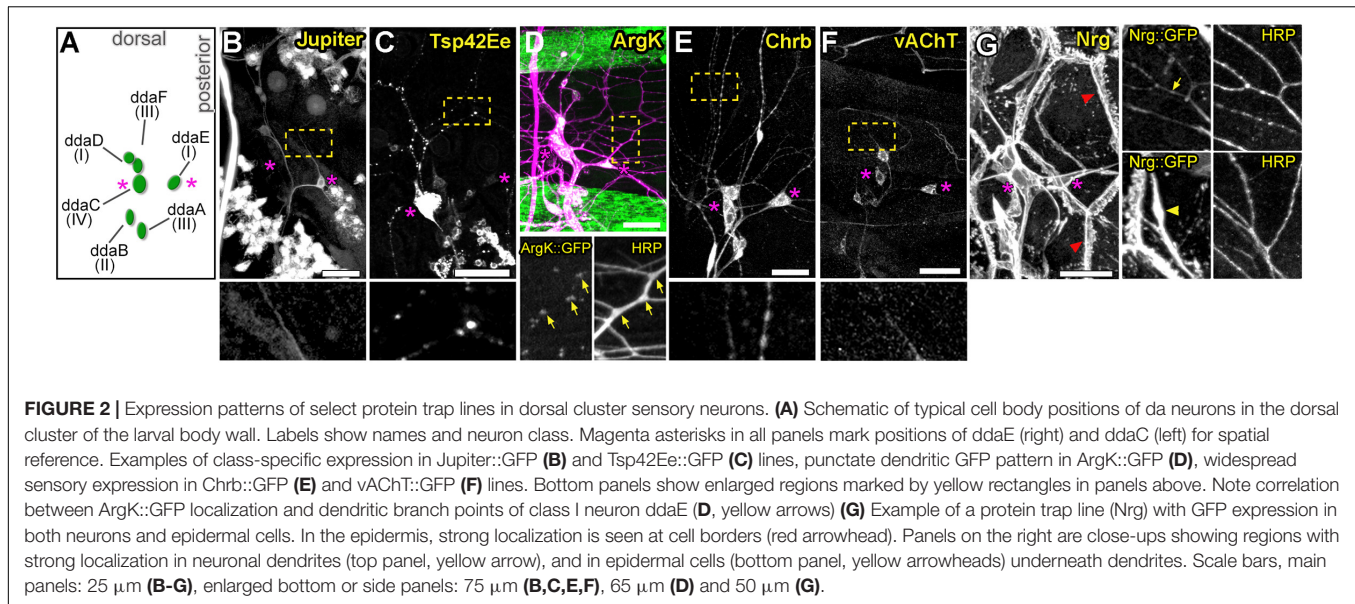 A
dorsal
posterior
ddaF
(III)
ddaD
(I)
ddaE
(I)
*
*
ddaC
(IV)
ddaA
(III)
ddaB
(II)
B
Jupiter
*
*
C
Tsp42Ee
*
*
D
ArgK
*
*
ArgK::GFP
HRP
E
Chrb
*
*
F
vAChT
*
*
G
Nrg
*
*
Nrg::GFP
HRP
Nrg::GFP
HRP
FIGURE 2 | Expression patterns of select protein trap lines in dorsal cluster sensory neurons. (A) Schematic of typical cell body positions of da neurons in the dorsal
cluster of the larval body wall. Labels show names and neuron class. Magenta asterisks in all panels mark positions of ddaE (right) and ddaC (left) for spatial
reference. Examples of class-specific expression in Jupiter::GFP (B) and Tsp42Ee::GFP (C) lines, punctate dendritic GFP pattern in ArgK::GFP (D), widespread
sensory expression in Chrb::GFP (E) and vAChT::GFP (F) lines. Bottom panels show enlarged regions marked by yellow rectangles in panels above. Note correlation
between ArgK::GFP localization and dendritic branch points of class I neuron ddaE (D, yellow arrows) (G) Example of a protein trap line (Nrg) with GFP expression in
both neurons and epidermal cells. In the epidermis, strong localization is seen at cell borders (red arrowhead). Panels on the right are close-ups showing regions with
strong localization in neuronal dendrites (top panel, yellow arrow), and in epidermal cells (bottom panel, yellow arrowheads) underneath dendrites. Scale bars, main
panels: 25 μm (B-G), enlarged bottom or side panels: 75 μm (B,C,E,F), 65 μm (D) and 50 μm (G).